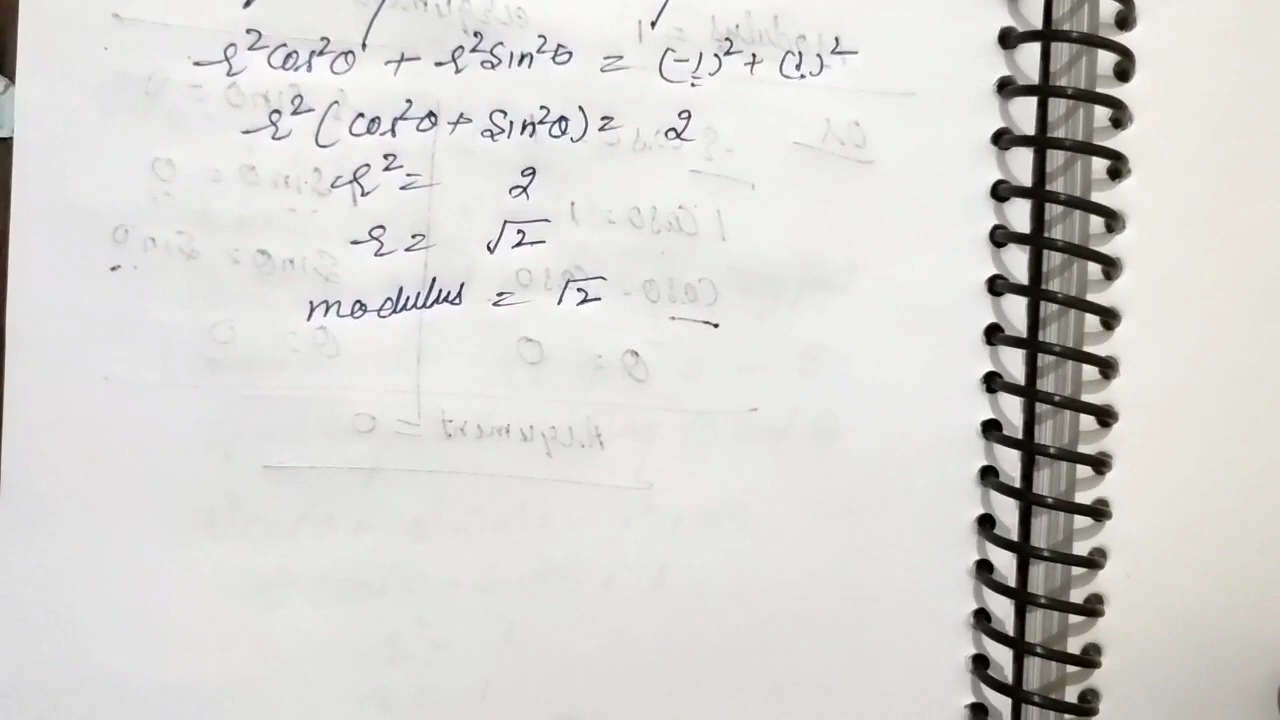 r²cos²θ + r²Sin²θ = (-1)² + (1)²
r²(cos²θ + Sin²θ) = 2
r² = 2
r = √2
modulus = √2